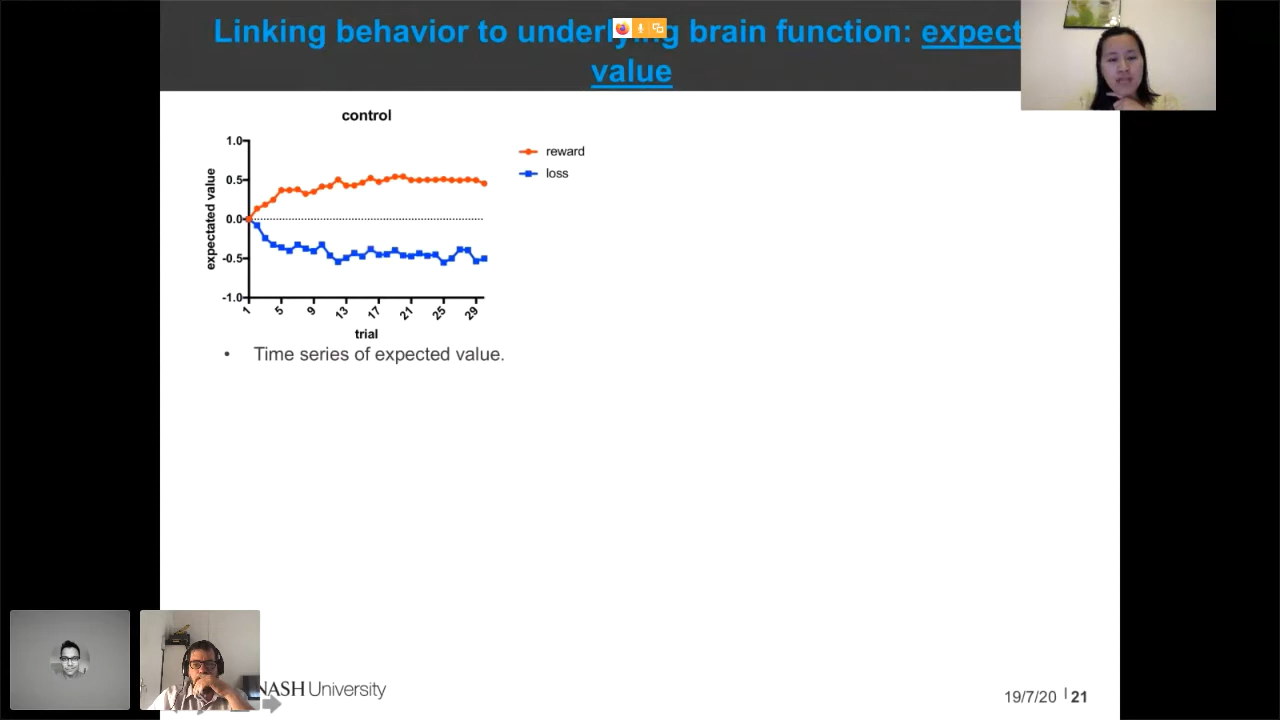 Linking behavior to underlying brain function: expect
value
control
1.0
0.5
0.0
-0.5
-1.0
expectated value
1
5
9
13
17
21
25
29
trial
reward
loss
• Time series of expected value.
NASH University
19/7/20 | 21